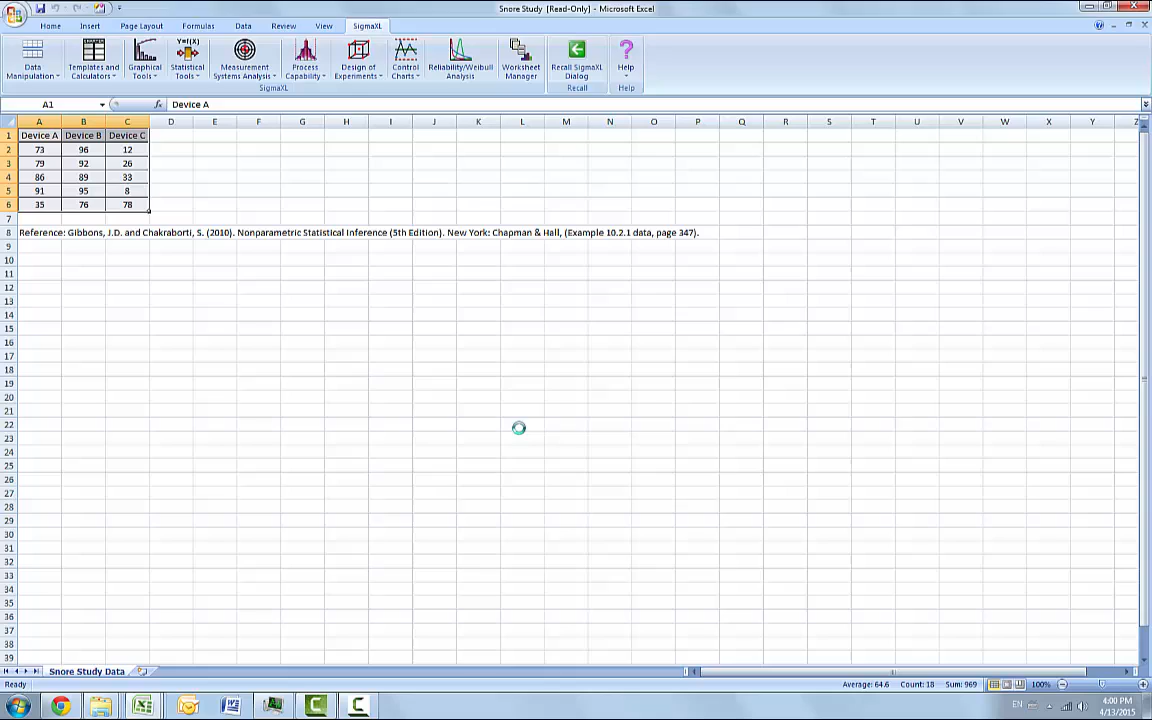 Snore Study [Read-Only] - Microsoft Excel
Home Insert Page Layout Formulas Data Review View SigmaXL
Data Manipulation Templates and Calculators Graphical Tools Statistical Tools Measurement Systems Analysis Process Capability Design of Experiments Control Charts Reliability/Weibull Analysis Worksheet Manager Recall SigmaXL Dialog Help
Y=f(X)
SigmaXL Recall Help
A1 fx Device A
A B C D E F G H I J K L M N O P Q R S T U V W X Y Z
1 Device A Device B Device C
2 73 96 12
3 79 92 26
4 86 89 33
5 91 95 8
6 35 76 78
7
8 Reference: Gibbons, J.D. and Chakraborti, S. (2010). Nonparametric Statistical Inference (5th Edition). New York: Chapman & Hall, (Example 10.2.1 data, page 347).
9
10
11
12
13
14
15
16
17
18
19
20
21
22
23
24
25
26
27
28
29
30
31
32
33
34
35
36
37
38
39
Snore Study Data
Ready Average: 64.6 Count: 18 Sum: 969 100%
EN 4:00 PM
4/13/2015